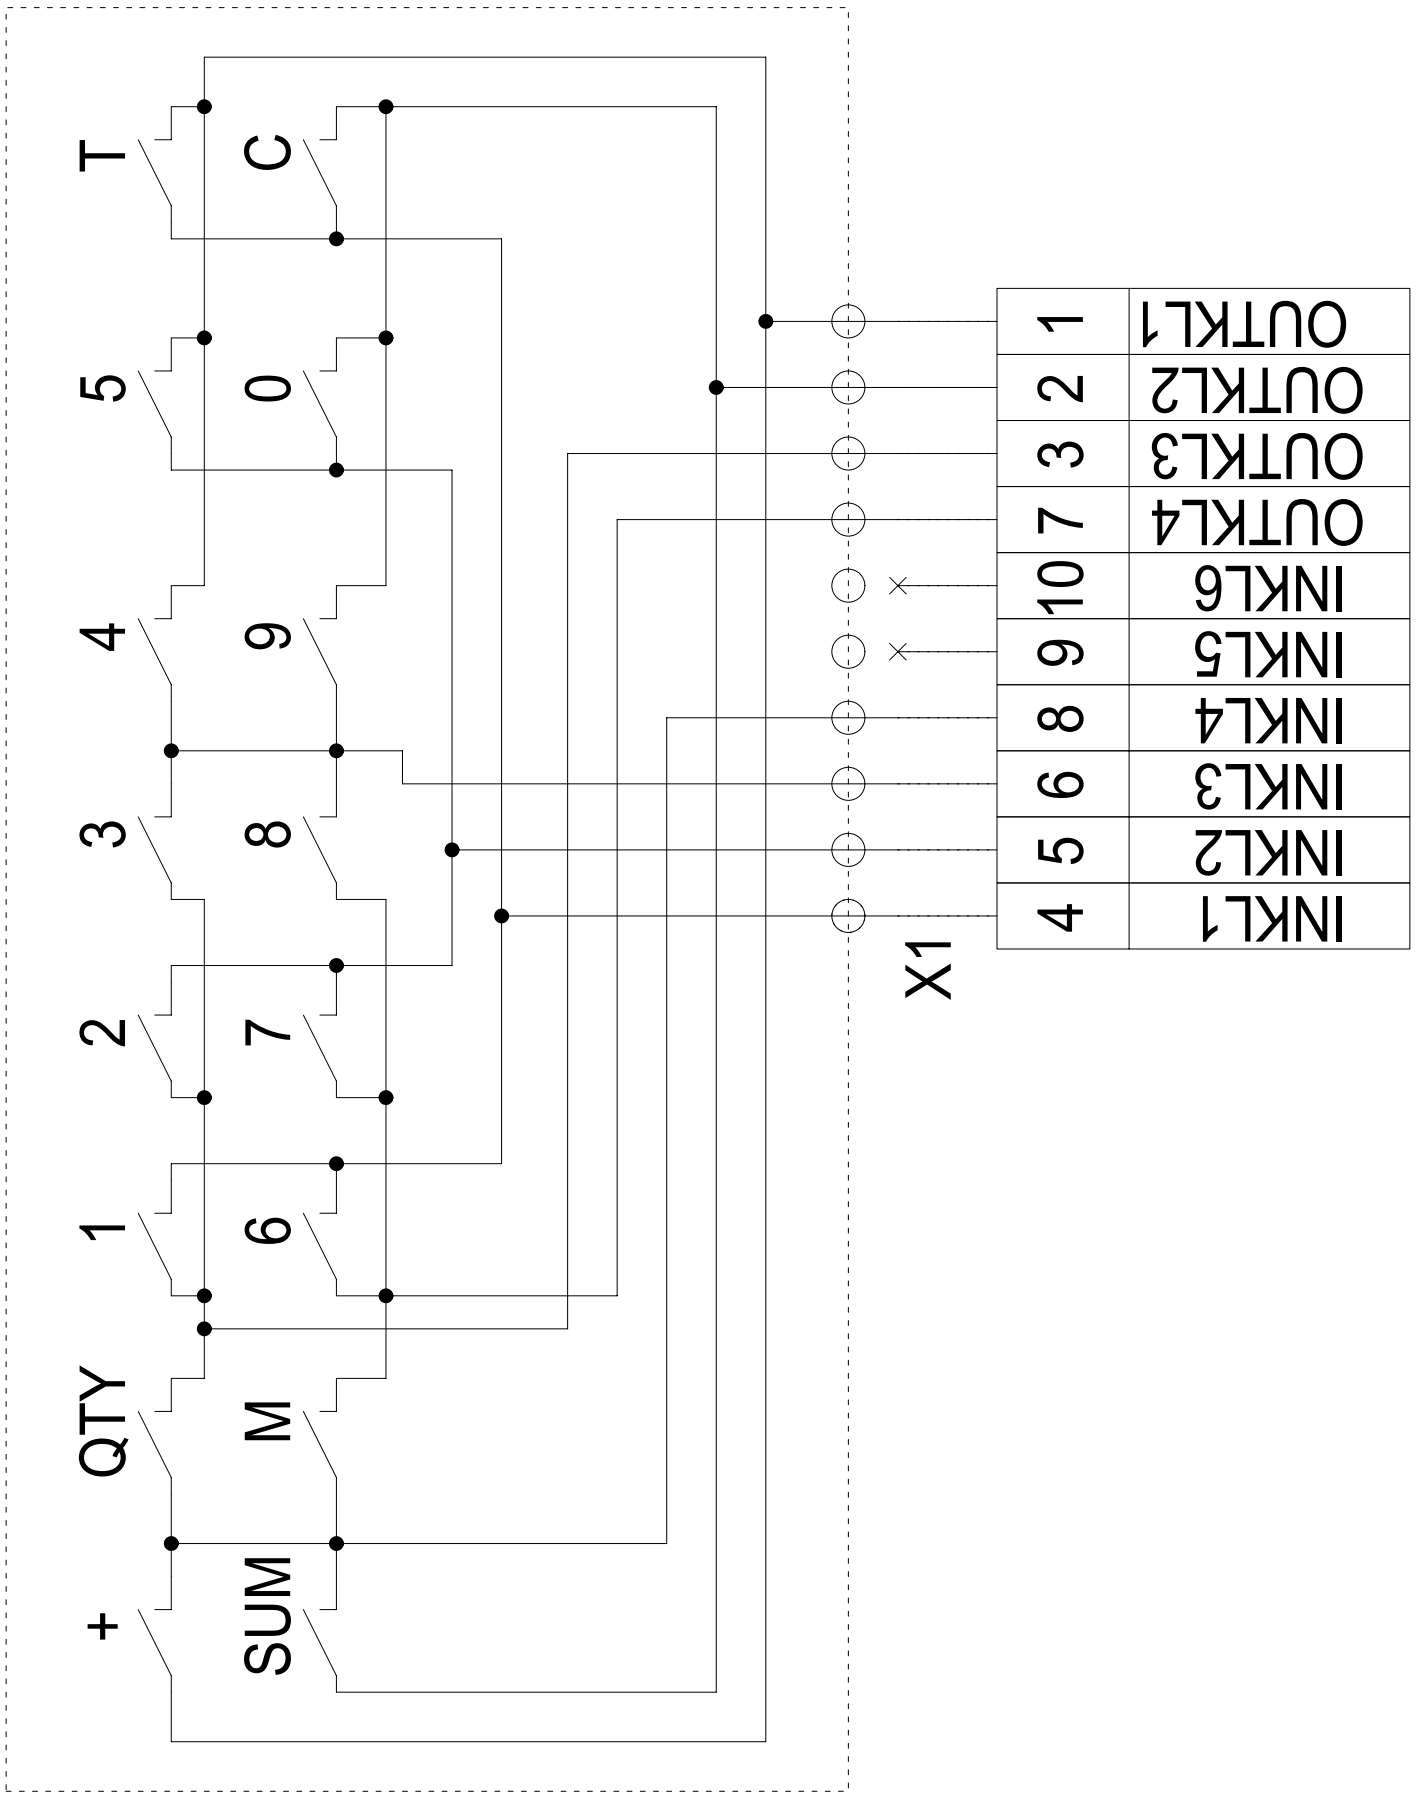 T C
5 0
4 9
3 8
2 7
1 6
QTY M
+ SUM
1 OUTKL1
2 OUTKL2
3 OUTKL3
7 OUTKL4
10 INKL6
9 INKL5
8 INKL4
6 INKL3
5 INKL2
4 INKL1
X1